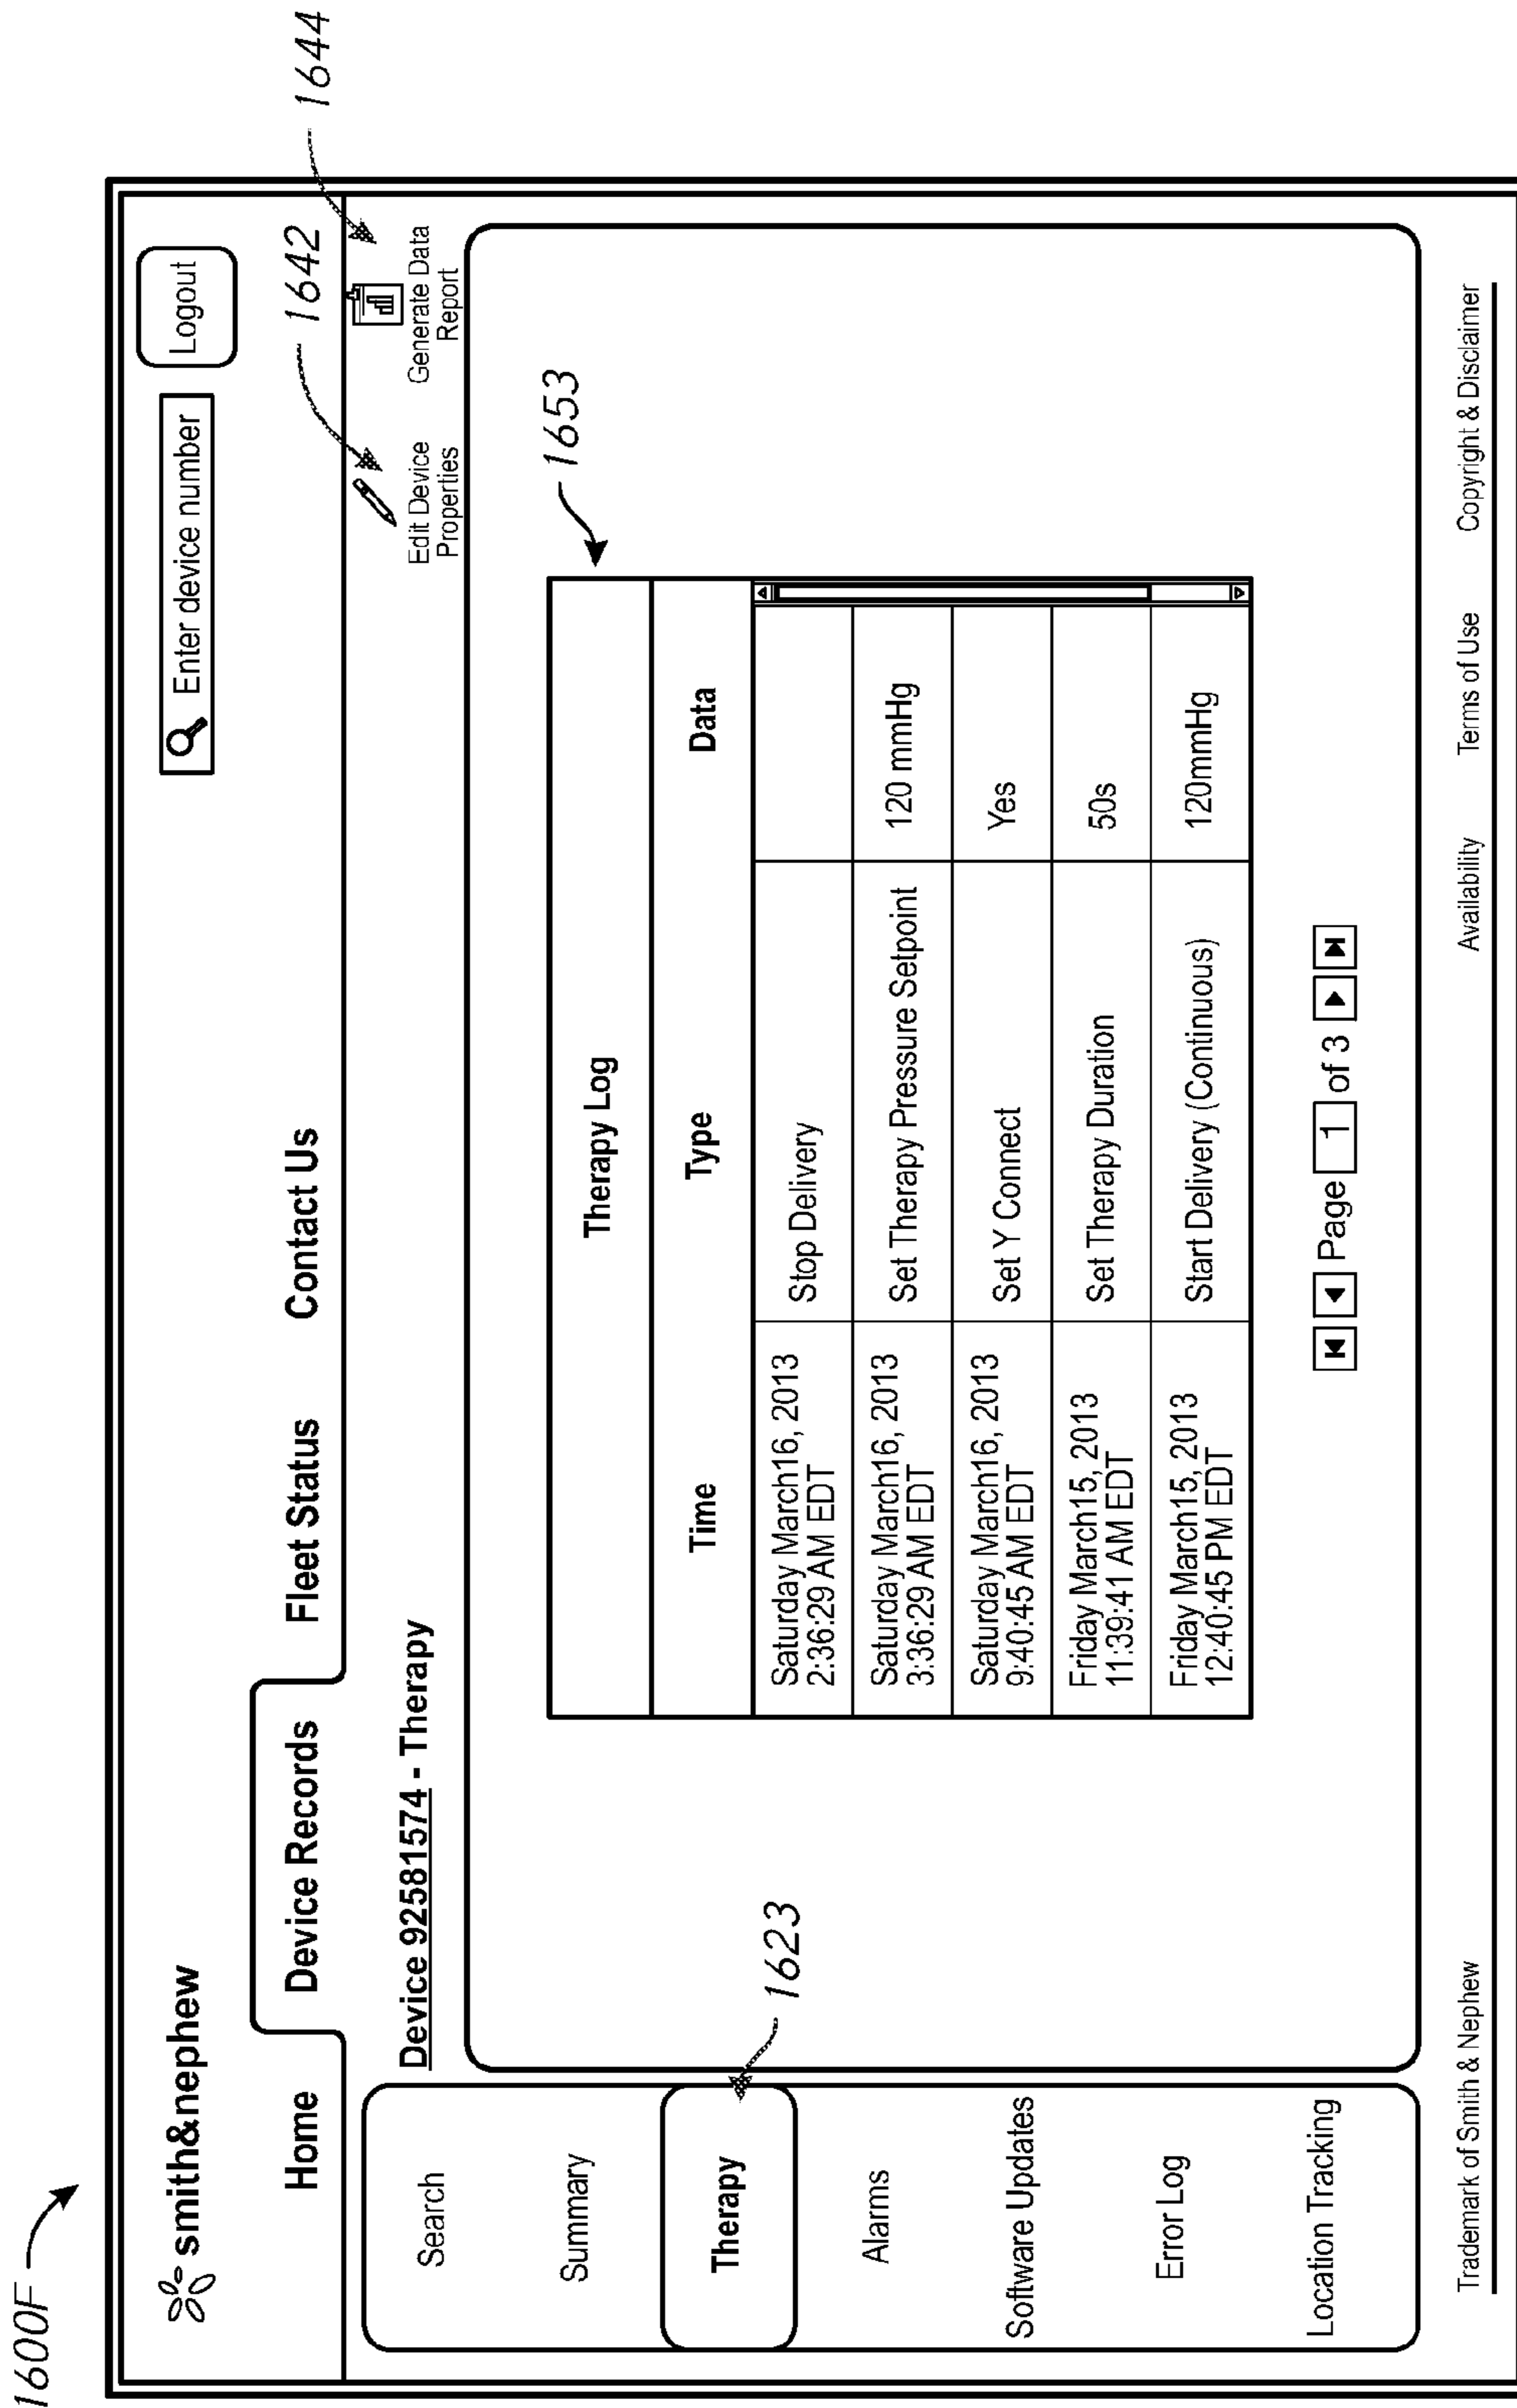 1600F
smith&nephew
Enter device number
Logout
Home
Device Records
Fleet Status
Contact Us
1642
1644
Device 92581574 - Therapy
Edit Device
Properties
Generate Data
Report
Search
Summary
Therapy
Alarms
Software Updates
Error Log
Location Tracking
1623
1653
Therapy Log
Time Type Data
Saturday March16, 2013
2:36:29 AM EDT
Stop Delivery
Saturday March16, 2013
3:36:29 AM EDT
Set Therapy Pressure Setpoint
120 mmHg
Saturday March16, 2013
9:40:45 AM EDT
Set Y Connect
Yes
Friday March15, 2013
11:39:41 AM EDT
Set Therapy Duration
50s
Friday March15, 2013
12:40:45 PM EDT
Start Delivery (Continuous)
120mmHg
Page 1 of 3
Trademark of Smith & Nephew
Availability
Terms of Use
Copyright & Disclaimer